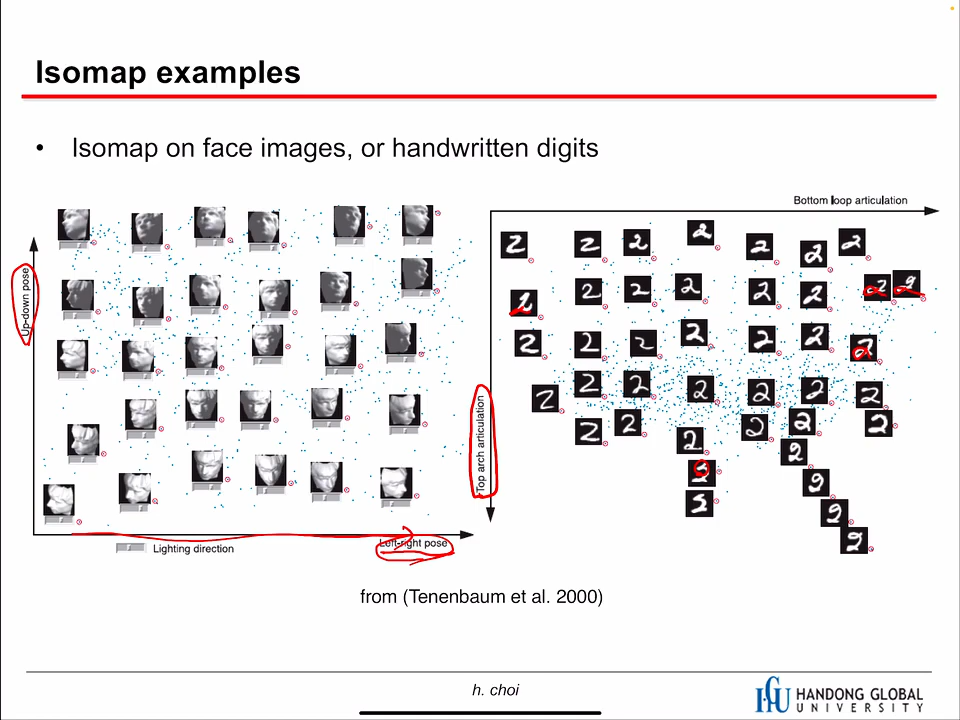 Isomap examples
• Isomap on face images, or handwritten digits
Bottom loop articulation
Up-down pose
Top arch articulation
Lighting direction
Left-right pose
from (Tenenbaum et al. 2000)
h. choi
HANDONG GLOBAL
UNIVERSITY